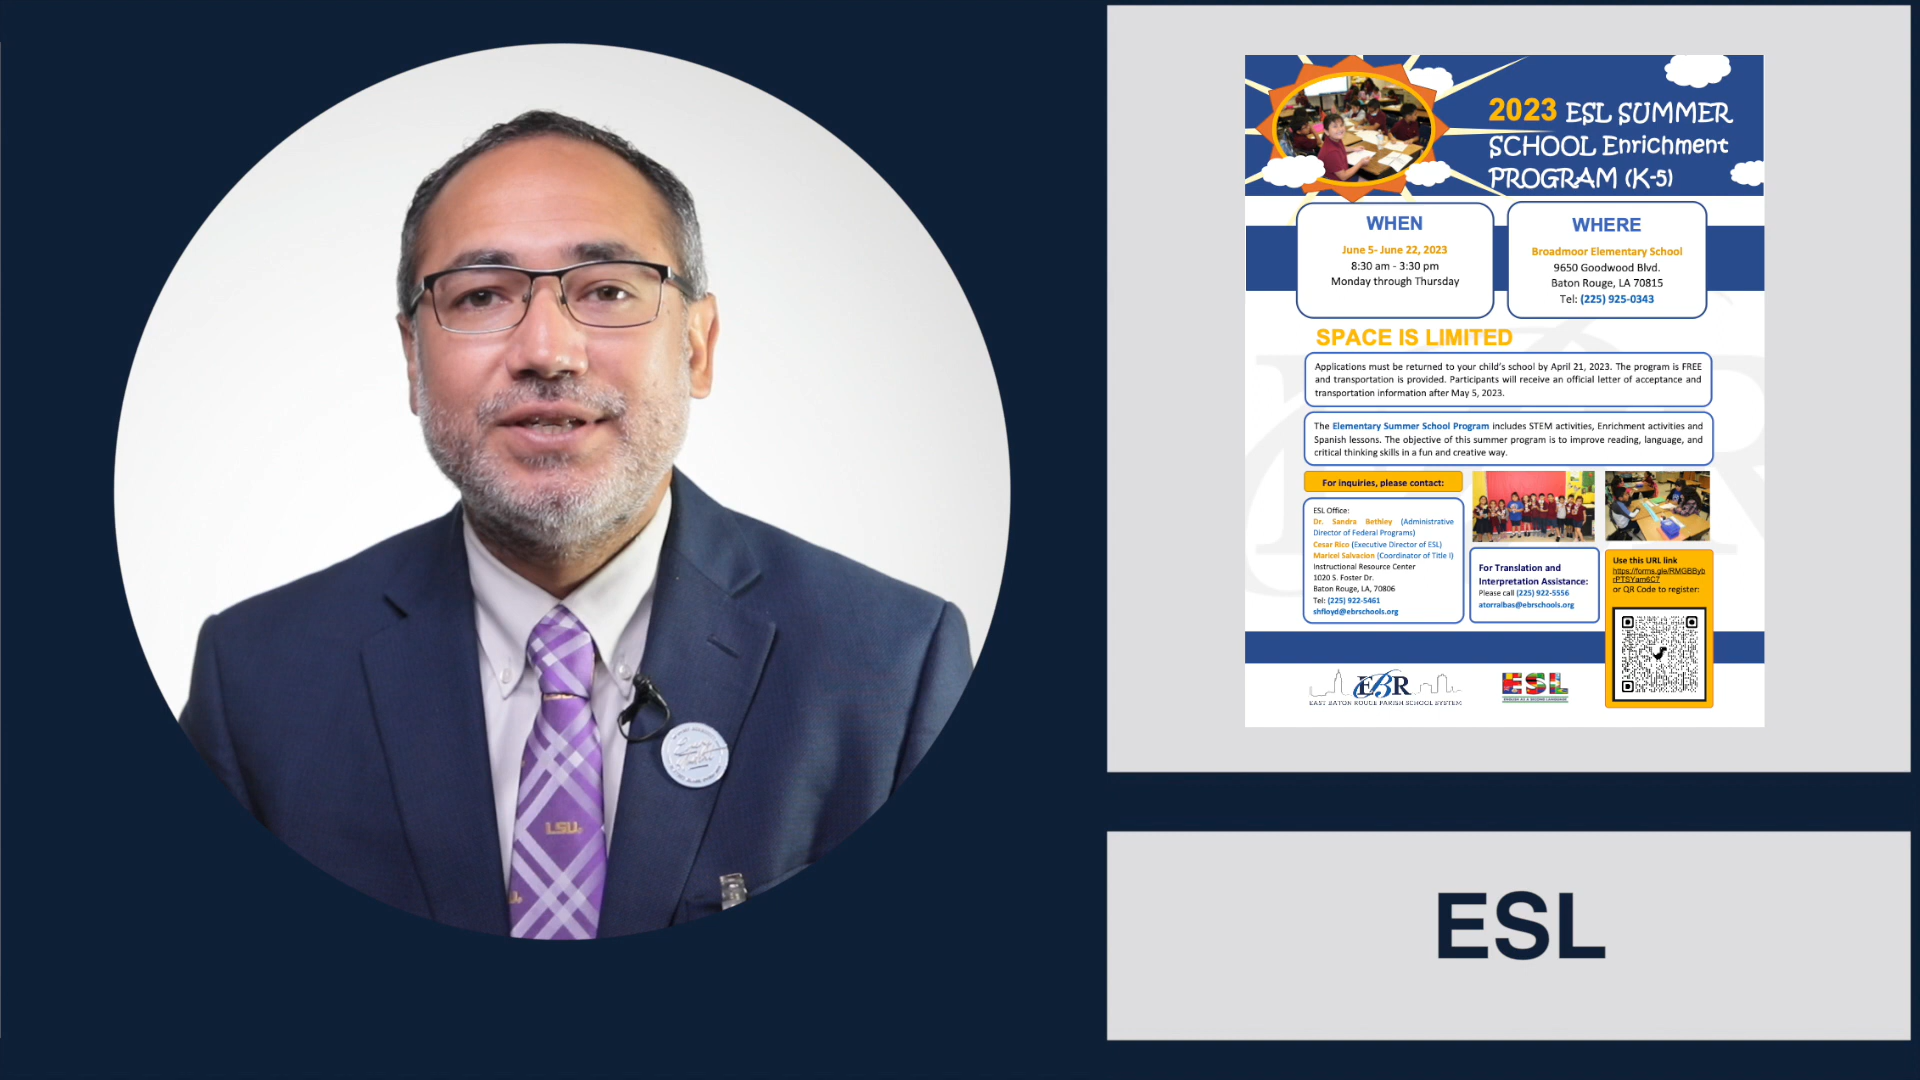 LSU
2023 ESL SUMMER
SCHOOL Enrichment
PROGRAM (K-5)
WHEN
June 5- June 22, 2023
8:30 am - 3:30 pm
Monday through Thursday
WHERE
Broadmoor Elementary School
9650 Goodwood Blvd.
Baton Rouge, LA 70815
Tel: (225) 925-0343
SPACE IS LIMITED
Applications must be returned to your child's school by April 21, 2023. The program is FREE
and transportation is provided. Participants will receive an official letter of acceptance and
transportation information after May 5, 2023.
The Elementary Summer School Program includes STEM activities, Enrichment activities and
Spanish lessons. The objective of this summer program is to improve reading, language, and
critical thinking skills in a fun and creative way.
For inquiries, please contact:
ESL Office:
Dr. Sandra Bethley (Administrative
Director of Federal Programs)
Cesar Rico (Executive Director of ESL)
Maricel Salvacion (Coordinator of Title I)
Instructional Resource Center
1020 S. Foster Dr.
Baton Rouge, LA, 70806
Tel: (225) 922-5461
shfloyd@ebrschools.org
For Translation and
Interpretation Assistance:
Please call (225) 922-5556
atorralbas@ebrschools.org
Use this URL link
https://forms.gle/RMGBByb
rPTSYam6C7
or QR Code to register:
EBR
EAST BATON ROUGE PARISH SCHOOL SYSTEM
ESL
ENGLISH AS A SECOND LANGUAGE
ESL